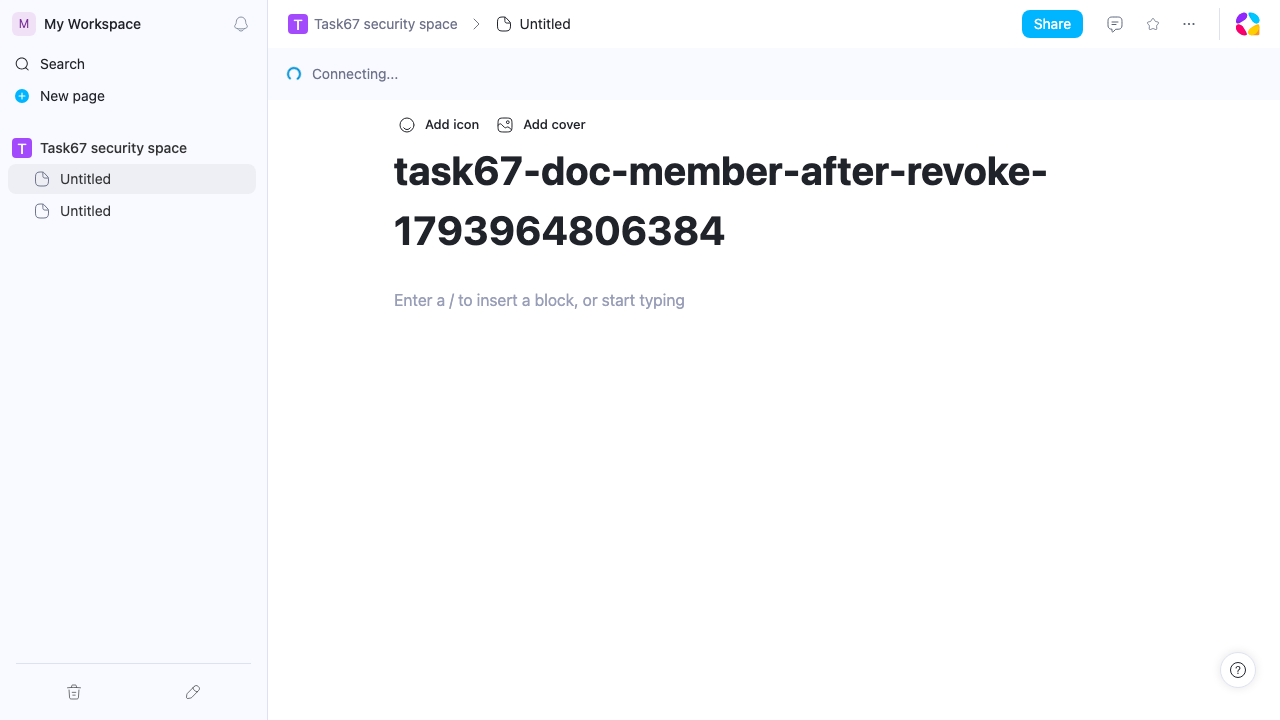 M My Workspace
Search
New page
T Task67 security space
Untitled
Untitled
T Task67 security space Untitled
Share
Connecting...
Add icon Add cover
task67-doc-member-after-revoke-
1793964806384
Enter a / to insert a block, or start typing
?